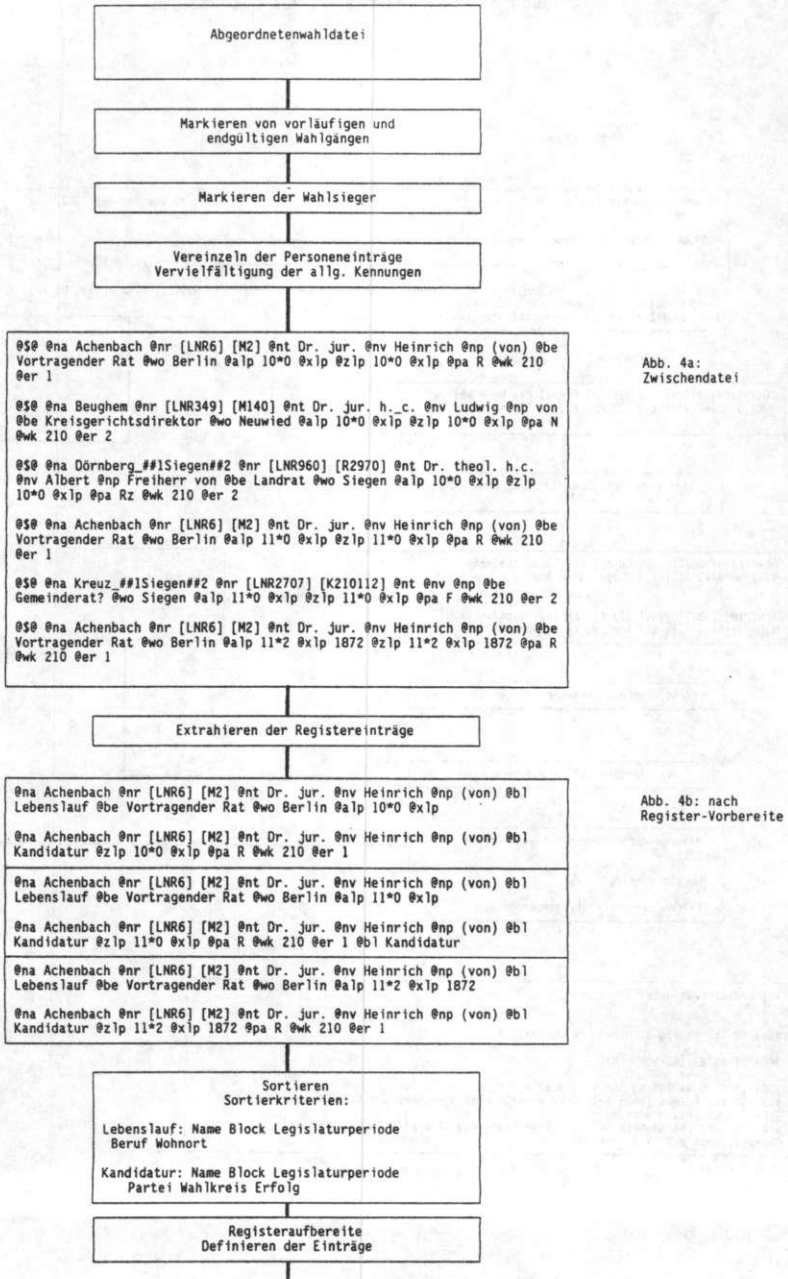 Abgeordnetenwahldatei
Markieren von vorläufigen und
endgültigen Wahlgängen
Markieren der Wahlsieger
Vereinzeln der Personeneinträge
Vervielfältigung der allg. Kennungen
@$@ @na Achenbach @nr [LNR6] [M2] @nt Dr. jur. @nv Heinrich @np (von) @be
Vortragender Rat @wo Berlin @alp 10*0 @xlp @zlp 10*0 @xlp @pa R @wk 210
@er 1
@$@ @na Beughem @nr [LNR349] [M140] @nt Dr. jur. h._c. @nv Ludwig @np von
@be Kreisgerichtsdirektor @wo Neuwied @alp 10*0 @xlp @zlp 10*0 @xlp @pa N
@wk 210 @er 2
@$@ @na Dörnberg_##1Siegen##2 @nr [LNR960] [R2970] @nt Dr. theol. h.c.
@nv Albert @np Freiherr von @be Landrat @wo Siegen @alp 10*0 @xlp @zlp
10*0 @xlp @pa Rz @wk 210 @er 2
@$@ @na Achenbach @nr [LNR6] [M2] @nt Dr. jur. @nv Heinrich @np (von) @be
Vortragender Rat @wo Berlin @alp 11*0 @xlp @zlp 11*0 @xlp @pa R @wk 210
@er 1
@$@ @na Kreuz_##1Siegen##2 @nr [LNR2707] [K210112] @nt @nv @np @be
Gemeinderat? @wo Siegen @alp 11*0 @xlp @zlp 11*0 @xlp @pa F @wk 210 @er 2
@$@ @na Achenbach @nr [LNR6] [M2] @nt Dr. jur. @nv Heinrich @np (von) @be
Vortragender Rat @wo Berlin @alp 11*2 @xlp 1872 @zlp 11*2 @xlp 1872 @pa R
@wk 210 @er 1
Abb. 4a:
Zwischendatei
Extrahieren der Registereinträge
@na Achenbach @nr [LNR6] [M2] @nt Dr. jur. @nv Heinrich @np (von) @bl
Lebenslauf @be Vortragender Rat @wo Berlin @alp 10*0 @xlp
@na Achenbach @nr [LNR6] [M2] @nt Dr. jur. @nv Heinrich @np (von) @bl
Kandidatur @zlp 10*0 @xlp @pa R @wk 210 @er 1
@na Achenbach @nr [LNR6] [M2] @nt Dr. jur. @nv Heinrich @np (von) @bl
Lebenslauf @be Vortragender Rat @wo Berlin @alp 11*0 @xlp
@na Achenbach @nr [LNR6] [M2] @nt Dr. jur. @nv Heinrich @np (von) @bl
Kandidatur @zlp 11*0 @xlp @pa R @wk 210 @er 1 @bl Kandidatur
@na Achenbach @nr [LNR6] [M2] @nt Dr. jur. @nv Heinrich @np (von) @bl
Lebenslauf @be Vortragender Rat @wo Berlin @alp 11*2 @xlp 1872
@na Achenbach @nr [LNR6] [M2] @nt Dr. jur. @nv Heinrich @np (von) @bl
Kandidatur @zlp 11*2 @xlp 1872 @pa R @wk 210 @er 1
Abb. 4b: nach
Register-Vorbereite
Sortieren
Sortierkriterien:
Lebenslauf: Name Block Legislaturperiode
Beruf Wohnort
Kandidatur: Name Block Legislaturperiode
Partei Wahlkreis Erfolg
Registeraufbereite
Definieren der Einträge